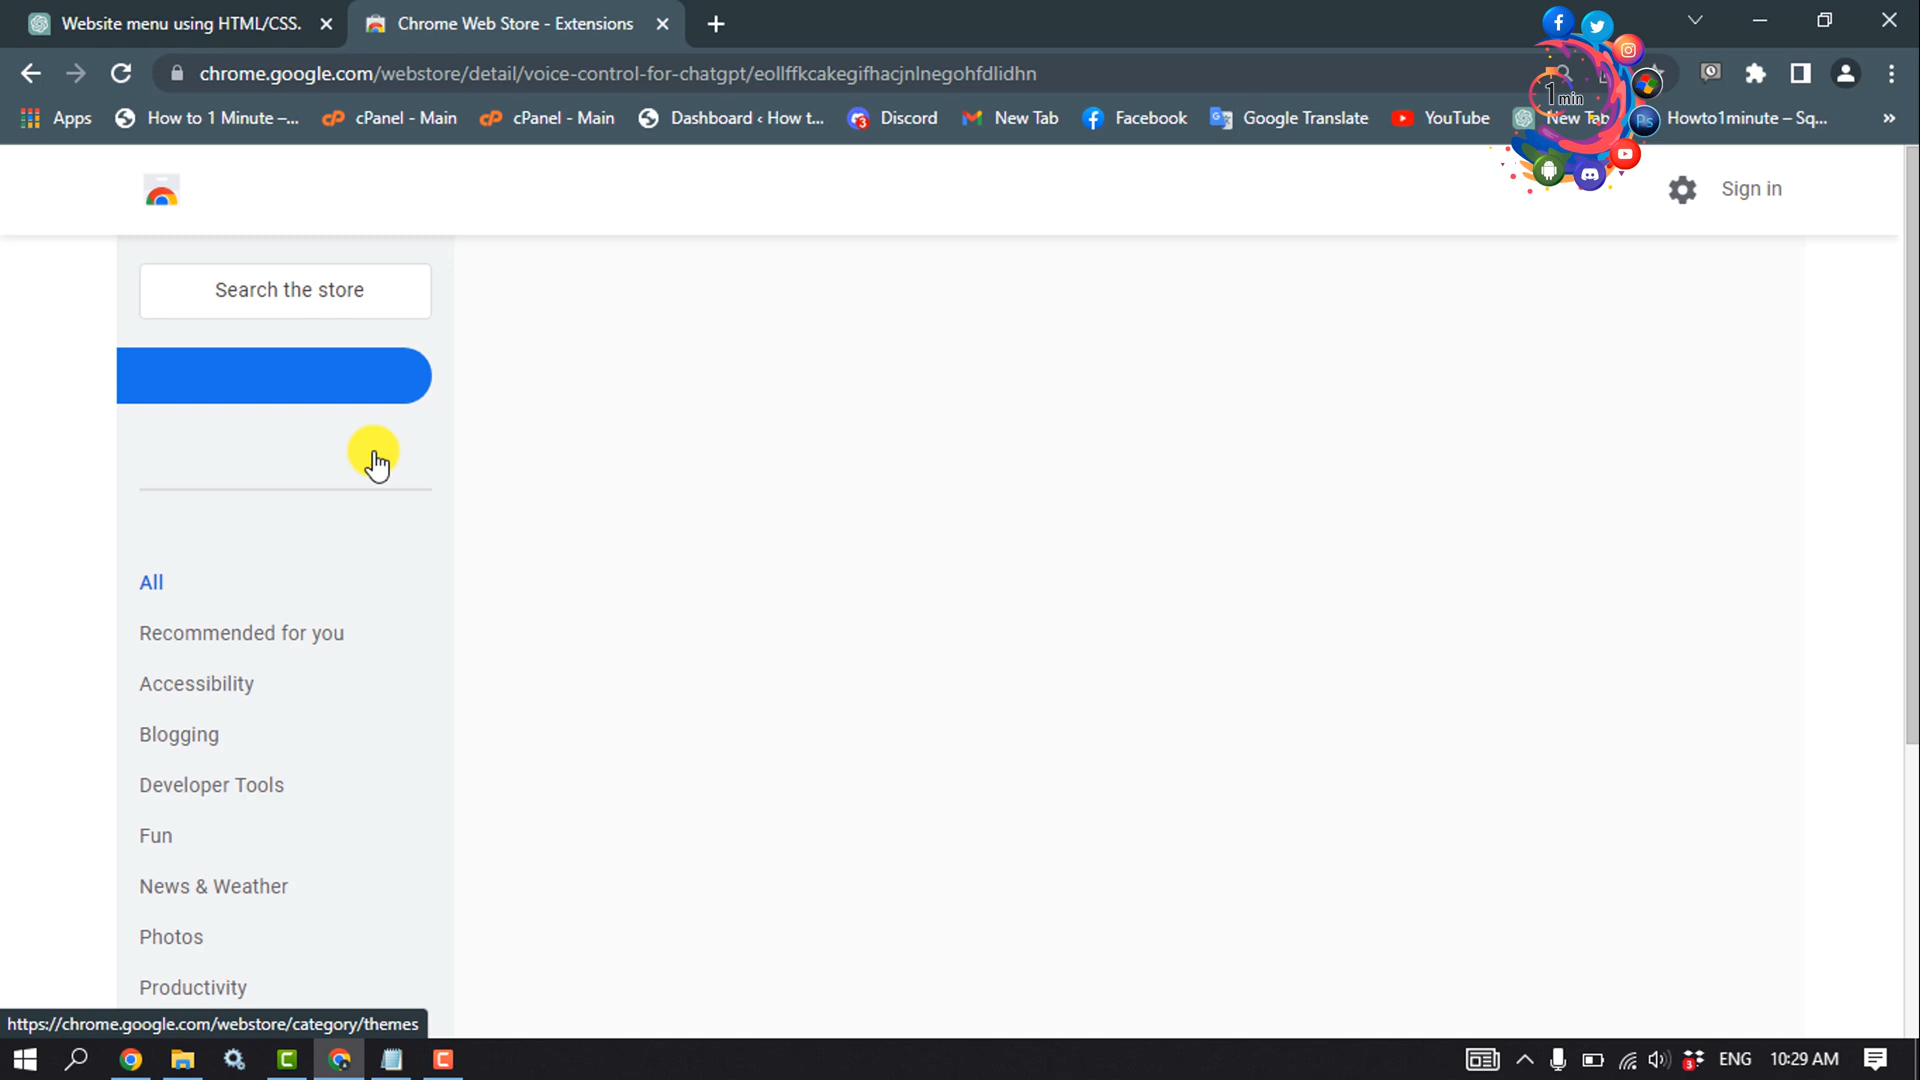 Website menu using HTML/CSS.
Chrome Web Store - Extensions
chrome.google.com/webstore/detail/voice-control-for-chatgpt/eollffkcakegifhacjnlnegohfdlidhn
1 min
Apps
How to 1 Minute –...
cPanel - Main
cPanel - Main
Dashboard ‹ How t...
Discord
New Tab
Facebook
Google Translate
YouTube
New Tab
Ps
Howto1minute – Sq...
»
Sign in
Search the store
All
Recommended for you
Accessibility
Blogging
Developer Tools
Fun
News & Weather
Photos
Productivity
https://chrome.google.com/webstore/category/themes
3
ENG
10:29 AM